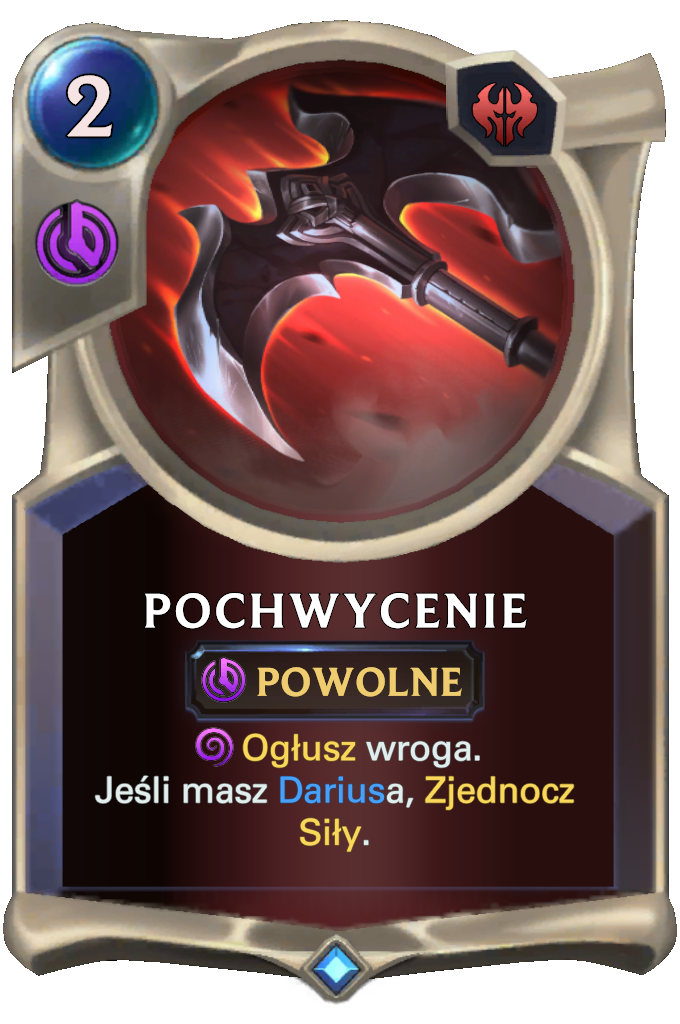 2
POCHWYCENIE
POWOLNE
Ogłusz wroga.
Jeśli masz Dariusa, Zjednocz
Siły.